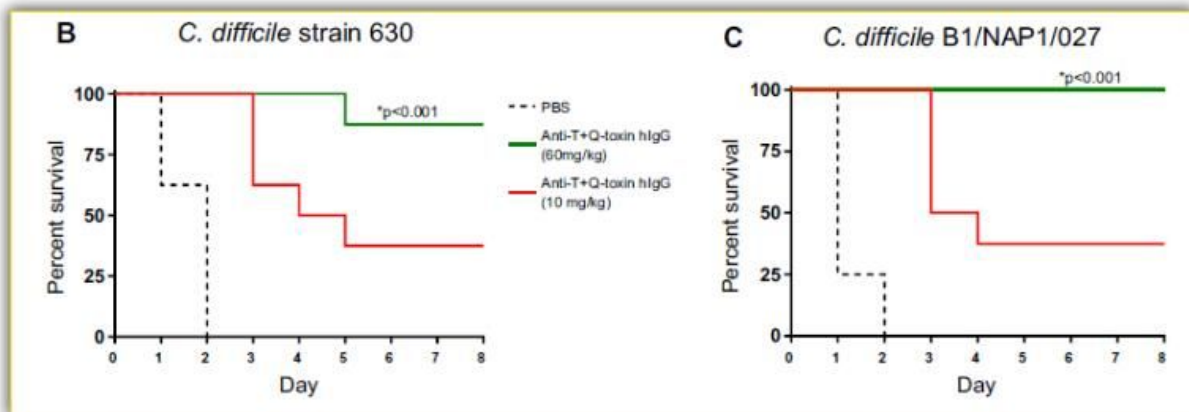 B
C. difficile strain 630
100
75
50
25
0
Percent survival
*p<0.001
0 1 2 3 4 5 6 7 8
Day
PBS
Anti-T+Q-toxin hIgG
(60mg/kg)
Anti-T+Q-toxin hIgG
(10 mg/kg)
C
C. difficile B1/NAP1/027
100
75
50
25
0
Percent survival
*p<0.001
0 1 2 3 4 5 6 7 8
Day